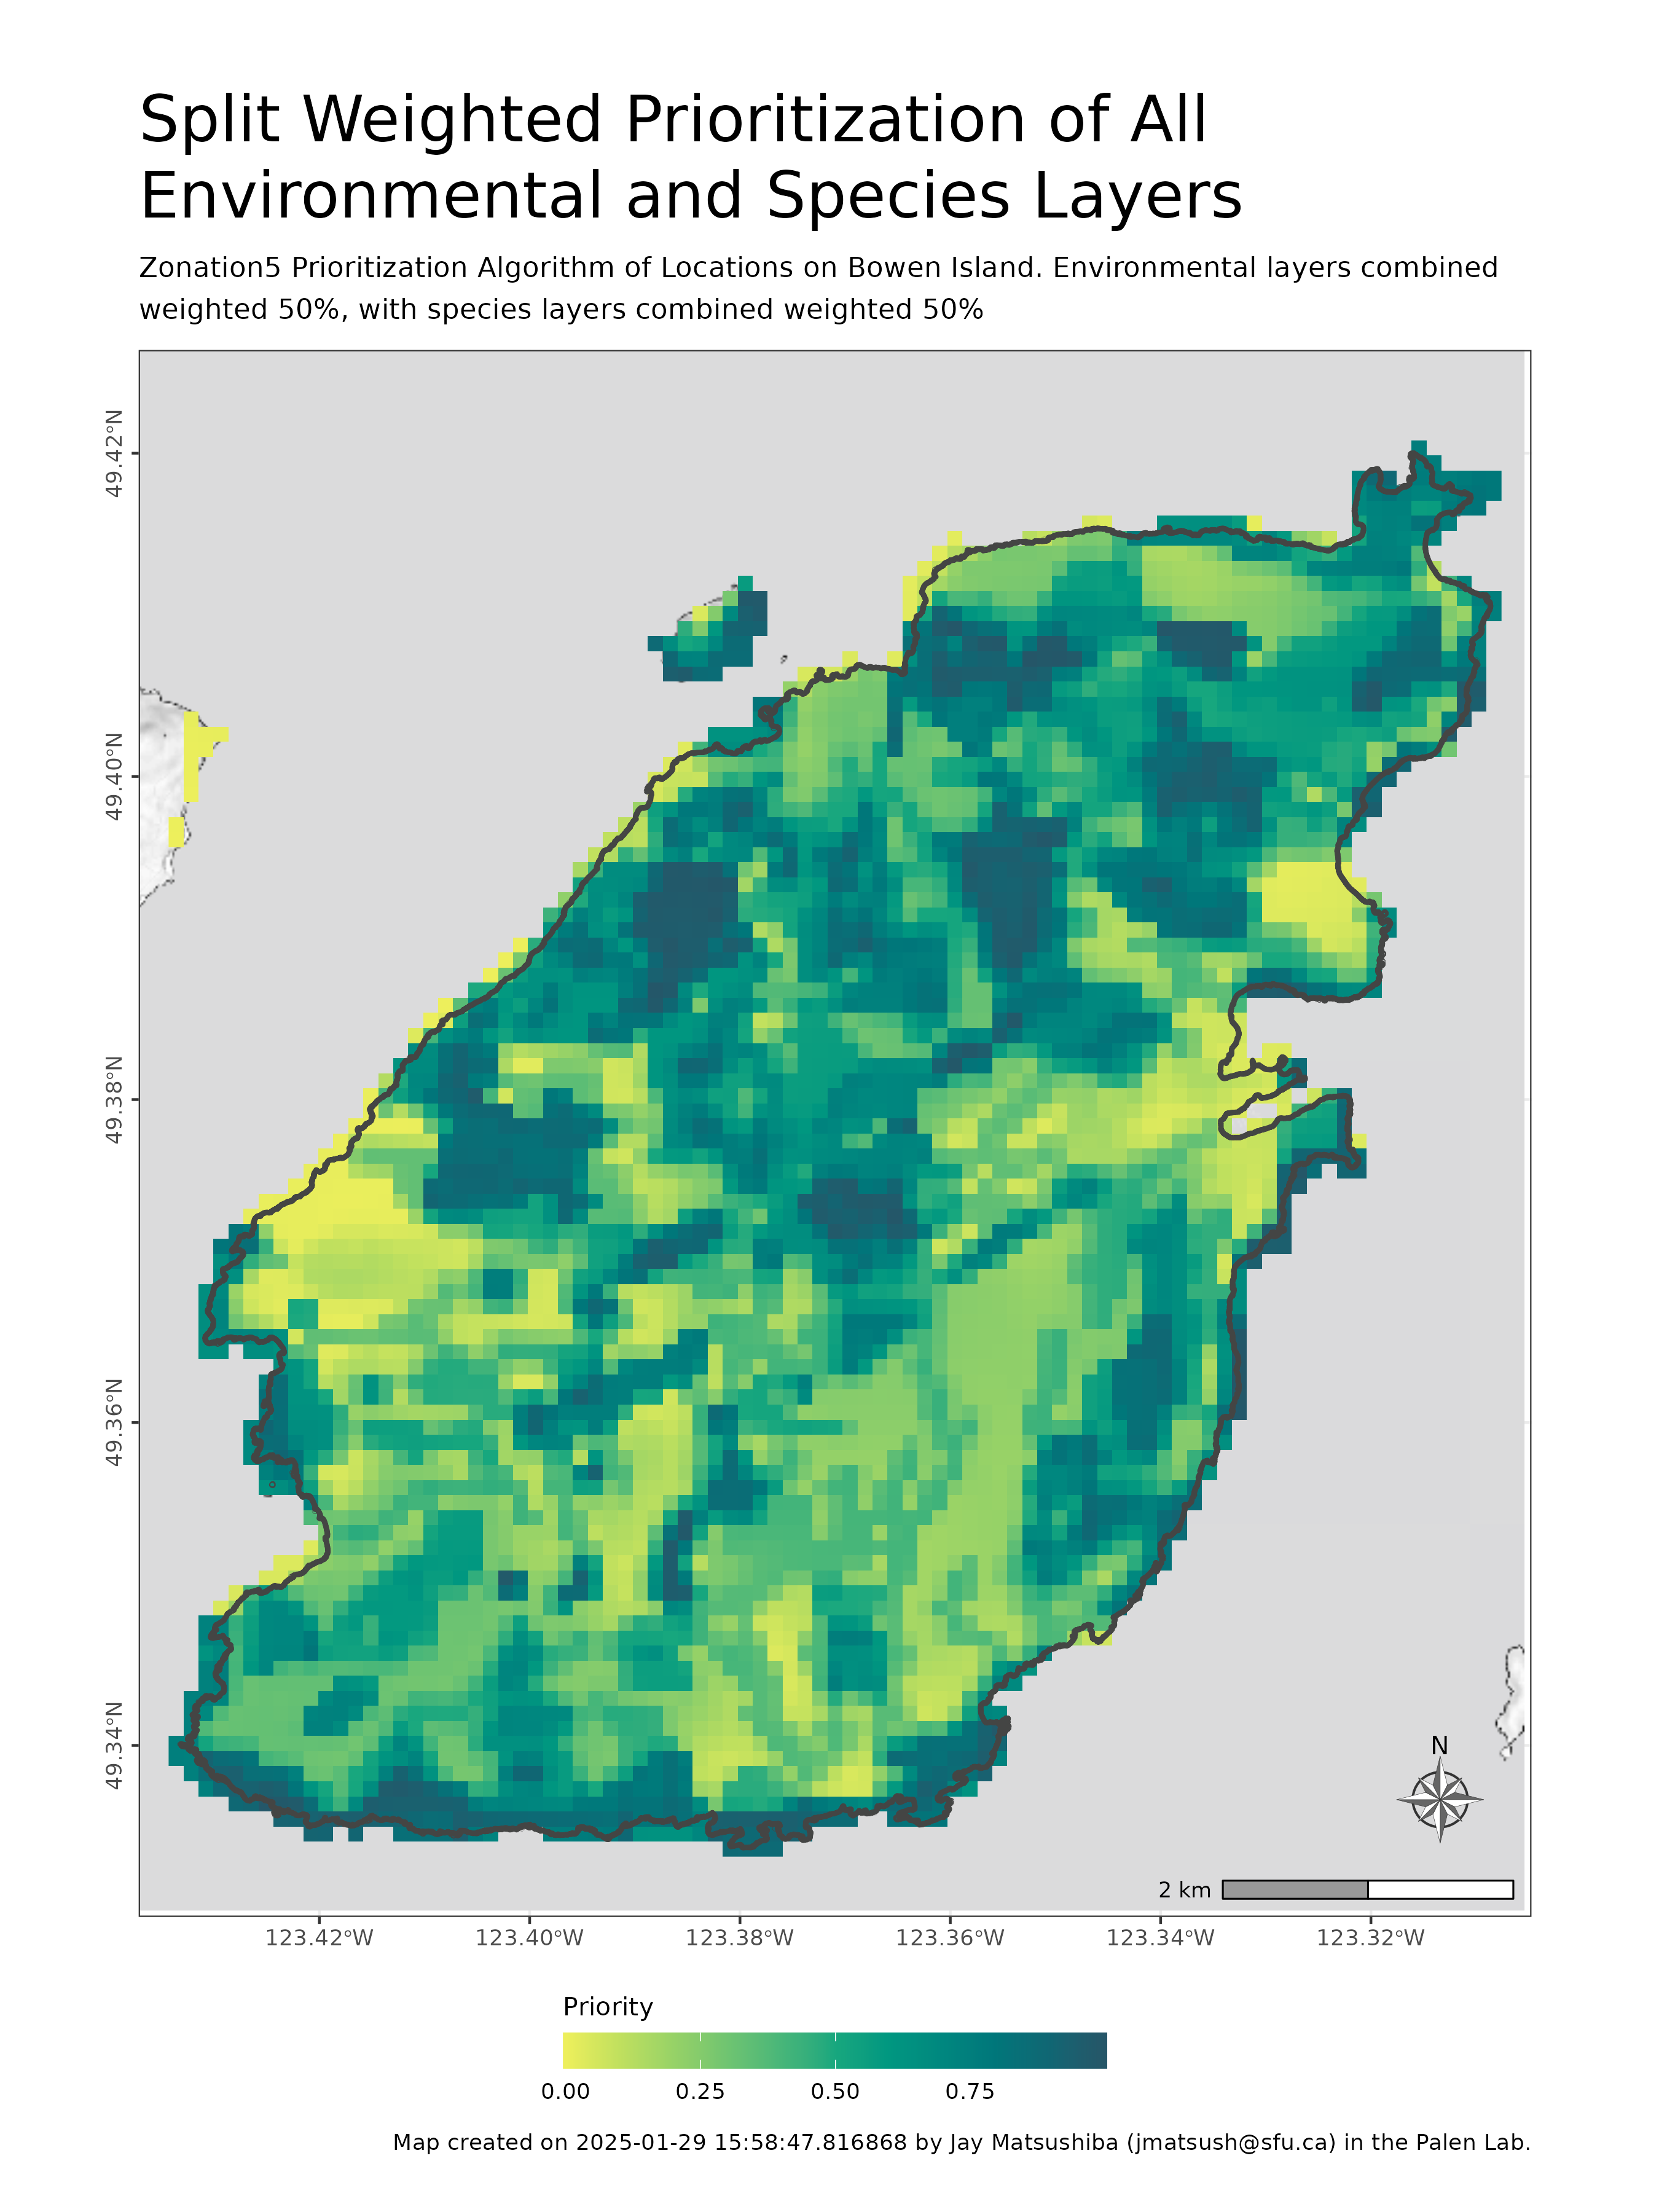 Split Weighted Prioritization of All
Environmental and Species Layers
Zonation5 Prioritization Algorithm of Locations on Bowen Island. Environmental layers combined
weighted 50%, with species layers combined weighted 50%
49.42°N
49.40°N
49.38°N
49.36°N
49.34°N
N
2 km
123.42°W 123.40°W 123.38°W 123.36°W 123.34°W 123.32°W
Priority
0.00 0.25 0.50 0.75
Map created on 2025-01-29 15:58:47.816868 by Jay Matsushiba (jmatsush@sfu.ca) in the Palen Lab.